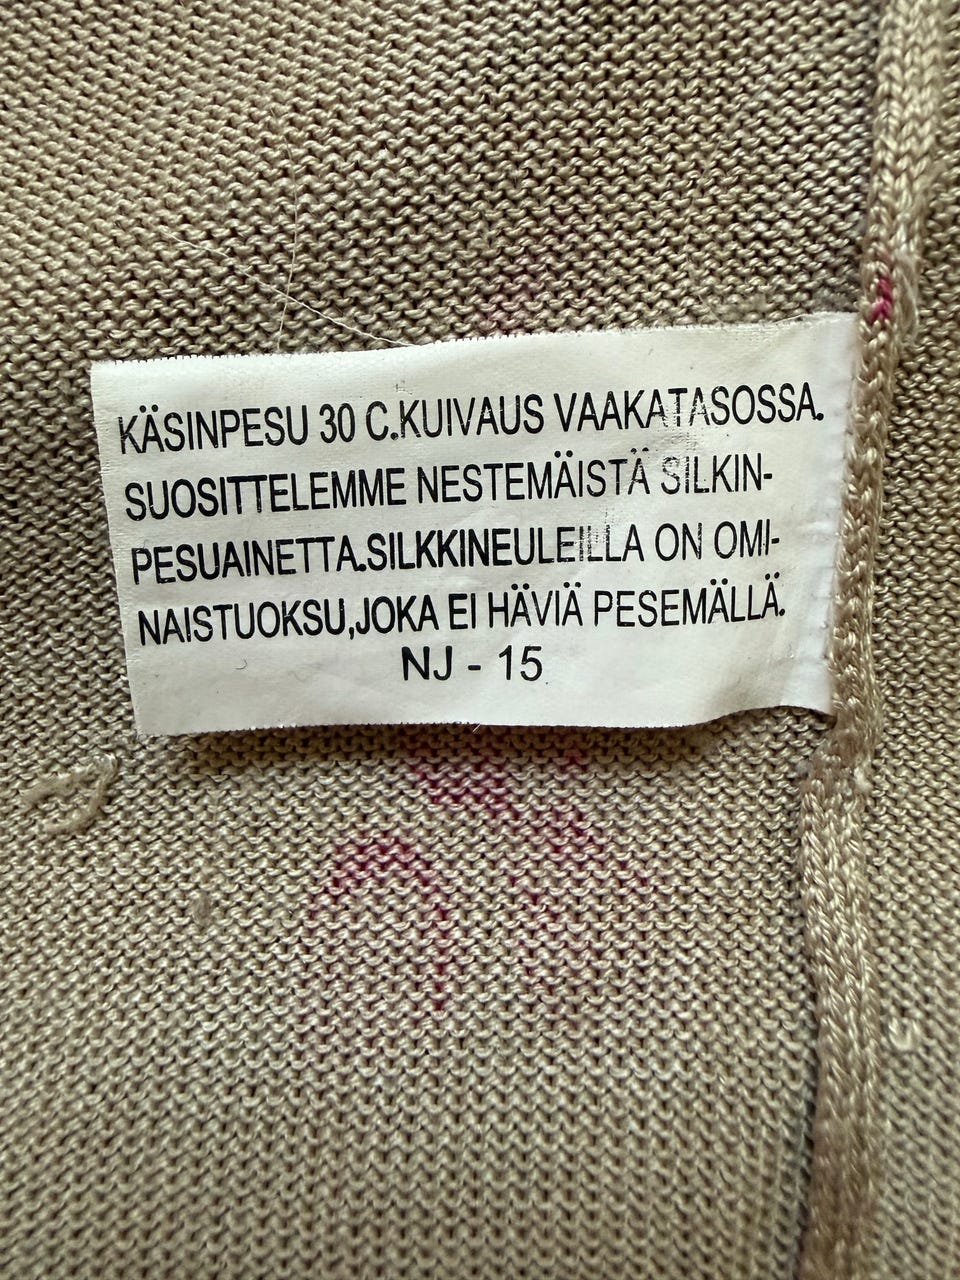 KÄSINPESU 30 C.KUIVAUS VAAKATASOSSA.
SUOSITTELEMME NESTEMÄISTÄ SILKIN-
PESUAINETTA.SILKKINEULEILLA ON OMI-
NAISTUOKSU,JOKA EI HÄVIÄ PESEMÄLLÄ.
NJ - 15